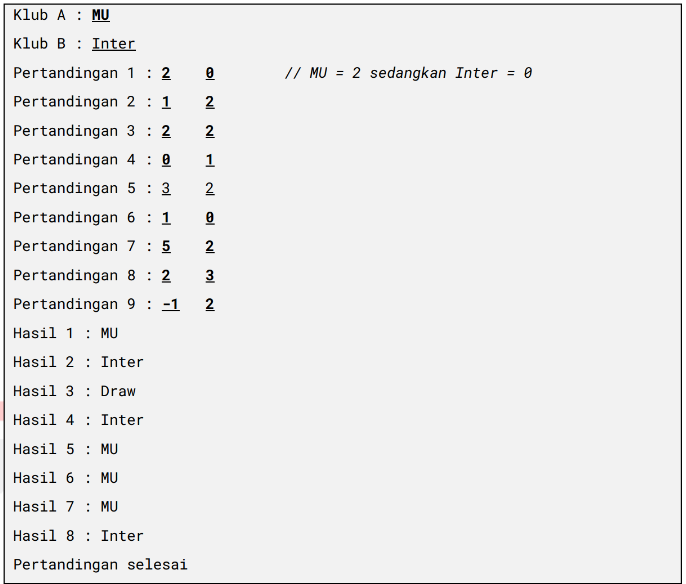 Klub A : MU
Klub B : Inter
Pertandingan 1 : 2 0 // MU = 2 sedangkan Inter = 0
Pertandingan 2 : 1 2
Pertandingan 3 : 2 2
Pertandingan 4 : 0 1
Pertandingan 5 : 3 2
Pertandingan 6 : 1 0
Pertandingan 7 : 5 2
Pertandingan 8 : 2 3
Pertandingan 9 : -1 2
Hasil 1 : MU
Hasil 2 : Inter
Hasil 3 : Draw
Hasil 4 : Inter
Hasil 5 : MU
Hasil 6 : MU
Hasil 7 : MU
Hasil 8 : Inter
Pertandingan selesai